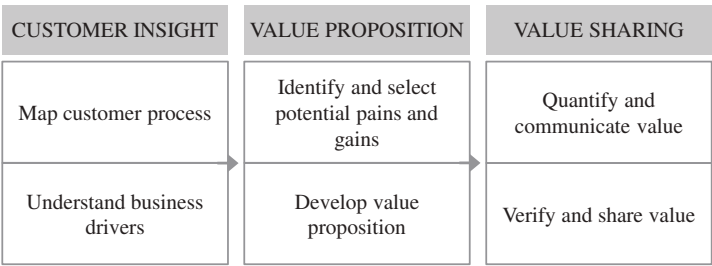 CUSTOMER INSIGHT
Map customer process
Understand business
drivers
VALUE PROPOSITION
Identify and select
potential pains and
gains
Develop value
proposition
VALUE SHARING
Quantify and
communicate value
Verify and share value